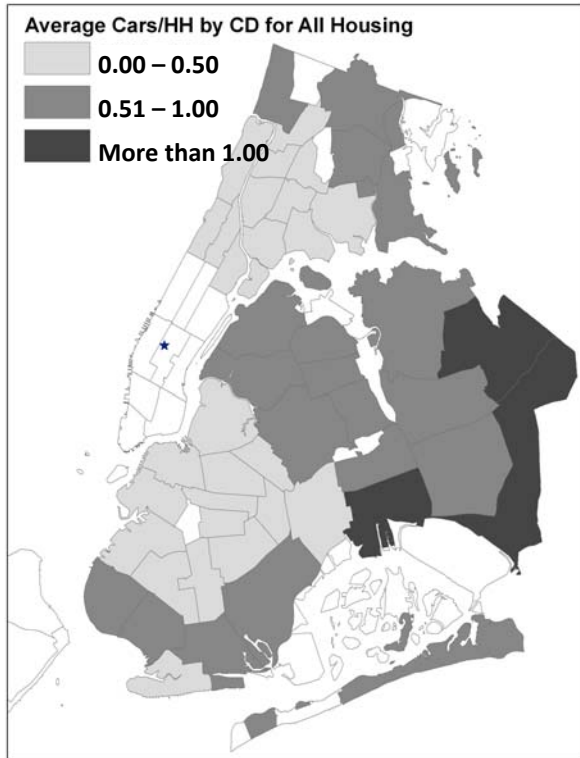 Average Cars/HH by CD for All Housing
0.00 – 0.50
0.51 – 1.00
More than 1.00